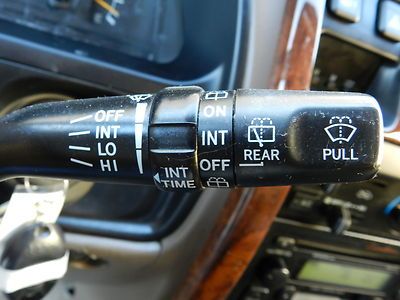 OFF
INT
LO
HI
INT
TIME
ON
INT
OFF
REAR
PULL